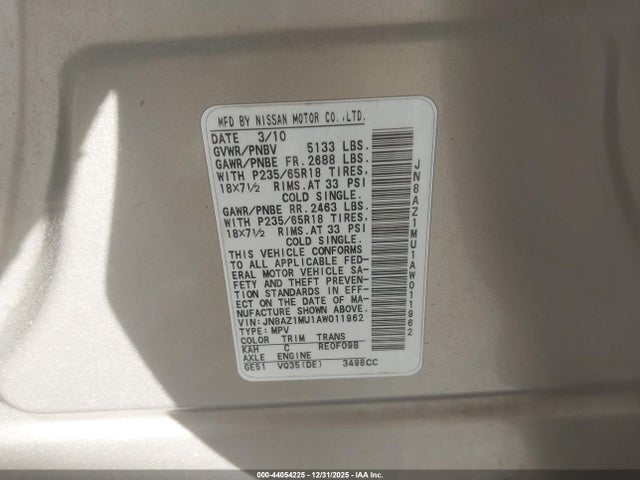 MFD BY NISSAN MOTOR CO.,LTD.
DATE 3/10
GVWR/PNBV 5133 LBS.
GAWR/PNBE FR. 2688 LBS.
WITH P235/65R18 TIRES,
18X7½ RIMS.AT 33 PSI
COLD SINGLE.
GAWR/PNBE RR. 2463 LBS.
WITH P235/65R18 TIRES,
18X7½ RIMS.AT 33 PSI
COLD SINGLE.
THIS VEHICLE CONFORMS
TO ALL APPLICABLE FED-
ERAL MOTOR VEHICLE SA-
FETY AND THEFT PREV-
ENTION STANDARDS IN EFF-
ECT ON THE DATE OF MA-
NUFACTURE SHOWN ABOVE.
VIN:JN8AZ1MU1AW011962
TYPE:MPV
COLOR TRIM TRANS
KAH C RE0F09B
AXLE ENGINE
GE51 VQ35(DE) 3498CC
JN8AZ1MU1AW011962
000-44054225 - 12/31/2025 - IAA Inc.